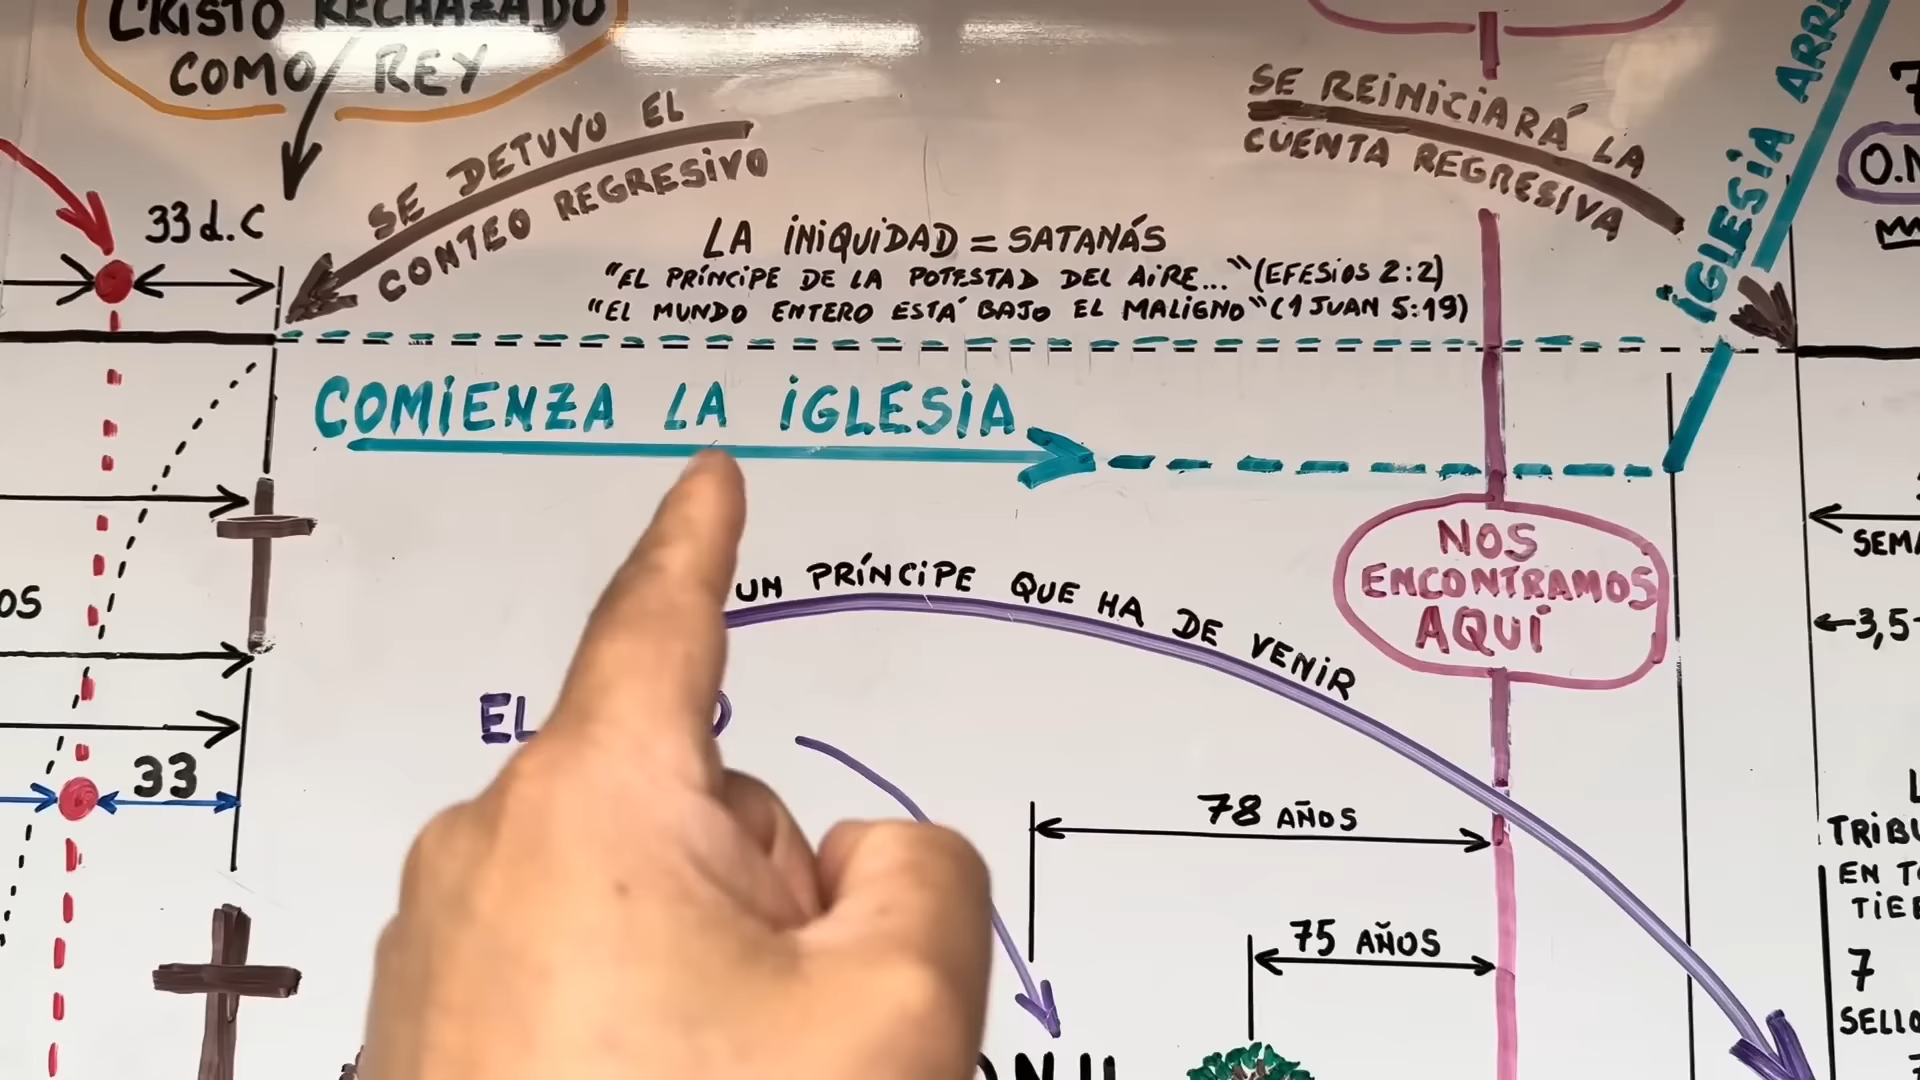 CRISTO RECHAZADO
COMO REY
SE DETUVO EL
CONTEO REGRESIVO
SE REINICIARÁ LA
CUENTA REGRESIVA
IGLESIA
33 d.C
LA INIQUIDAD = SATANÁS
"EL PRÍNCIPE DE LA POTESTAD DEL AIRE..." (EFESIOS 2:2)
"EL MUNDO ENTERO ESTÁ BAJO EL MALIGNO" (1 JUAN 5:19)
COMIENZA LA IGLESIA
NOS
ENCONTRAMOS
AQUÍ
UN PRÍNCIPE QUE HA DE VENIR
EL
33
3,5
78 AÑOS
75 AÑOS
7